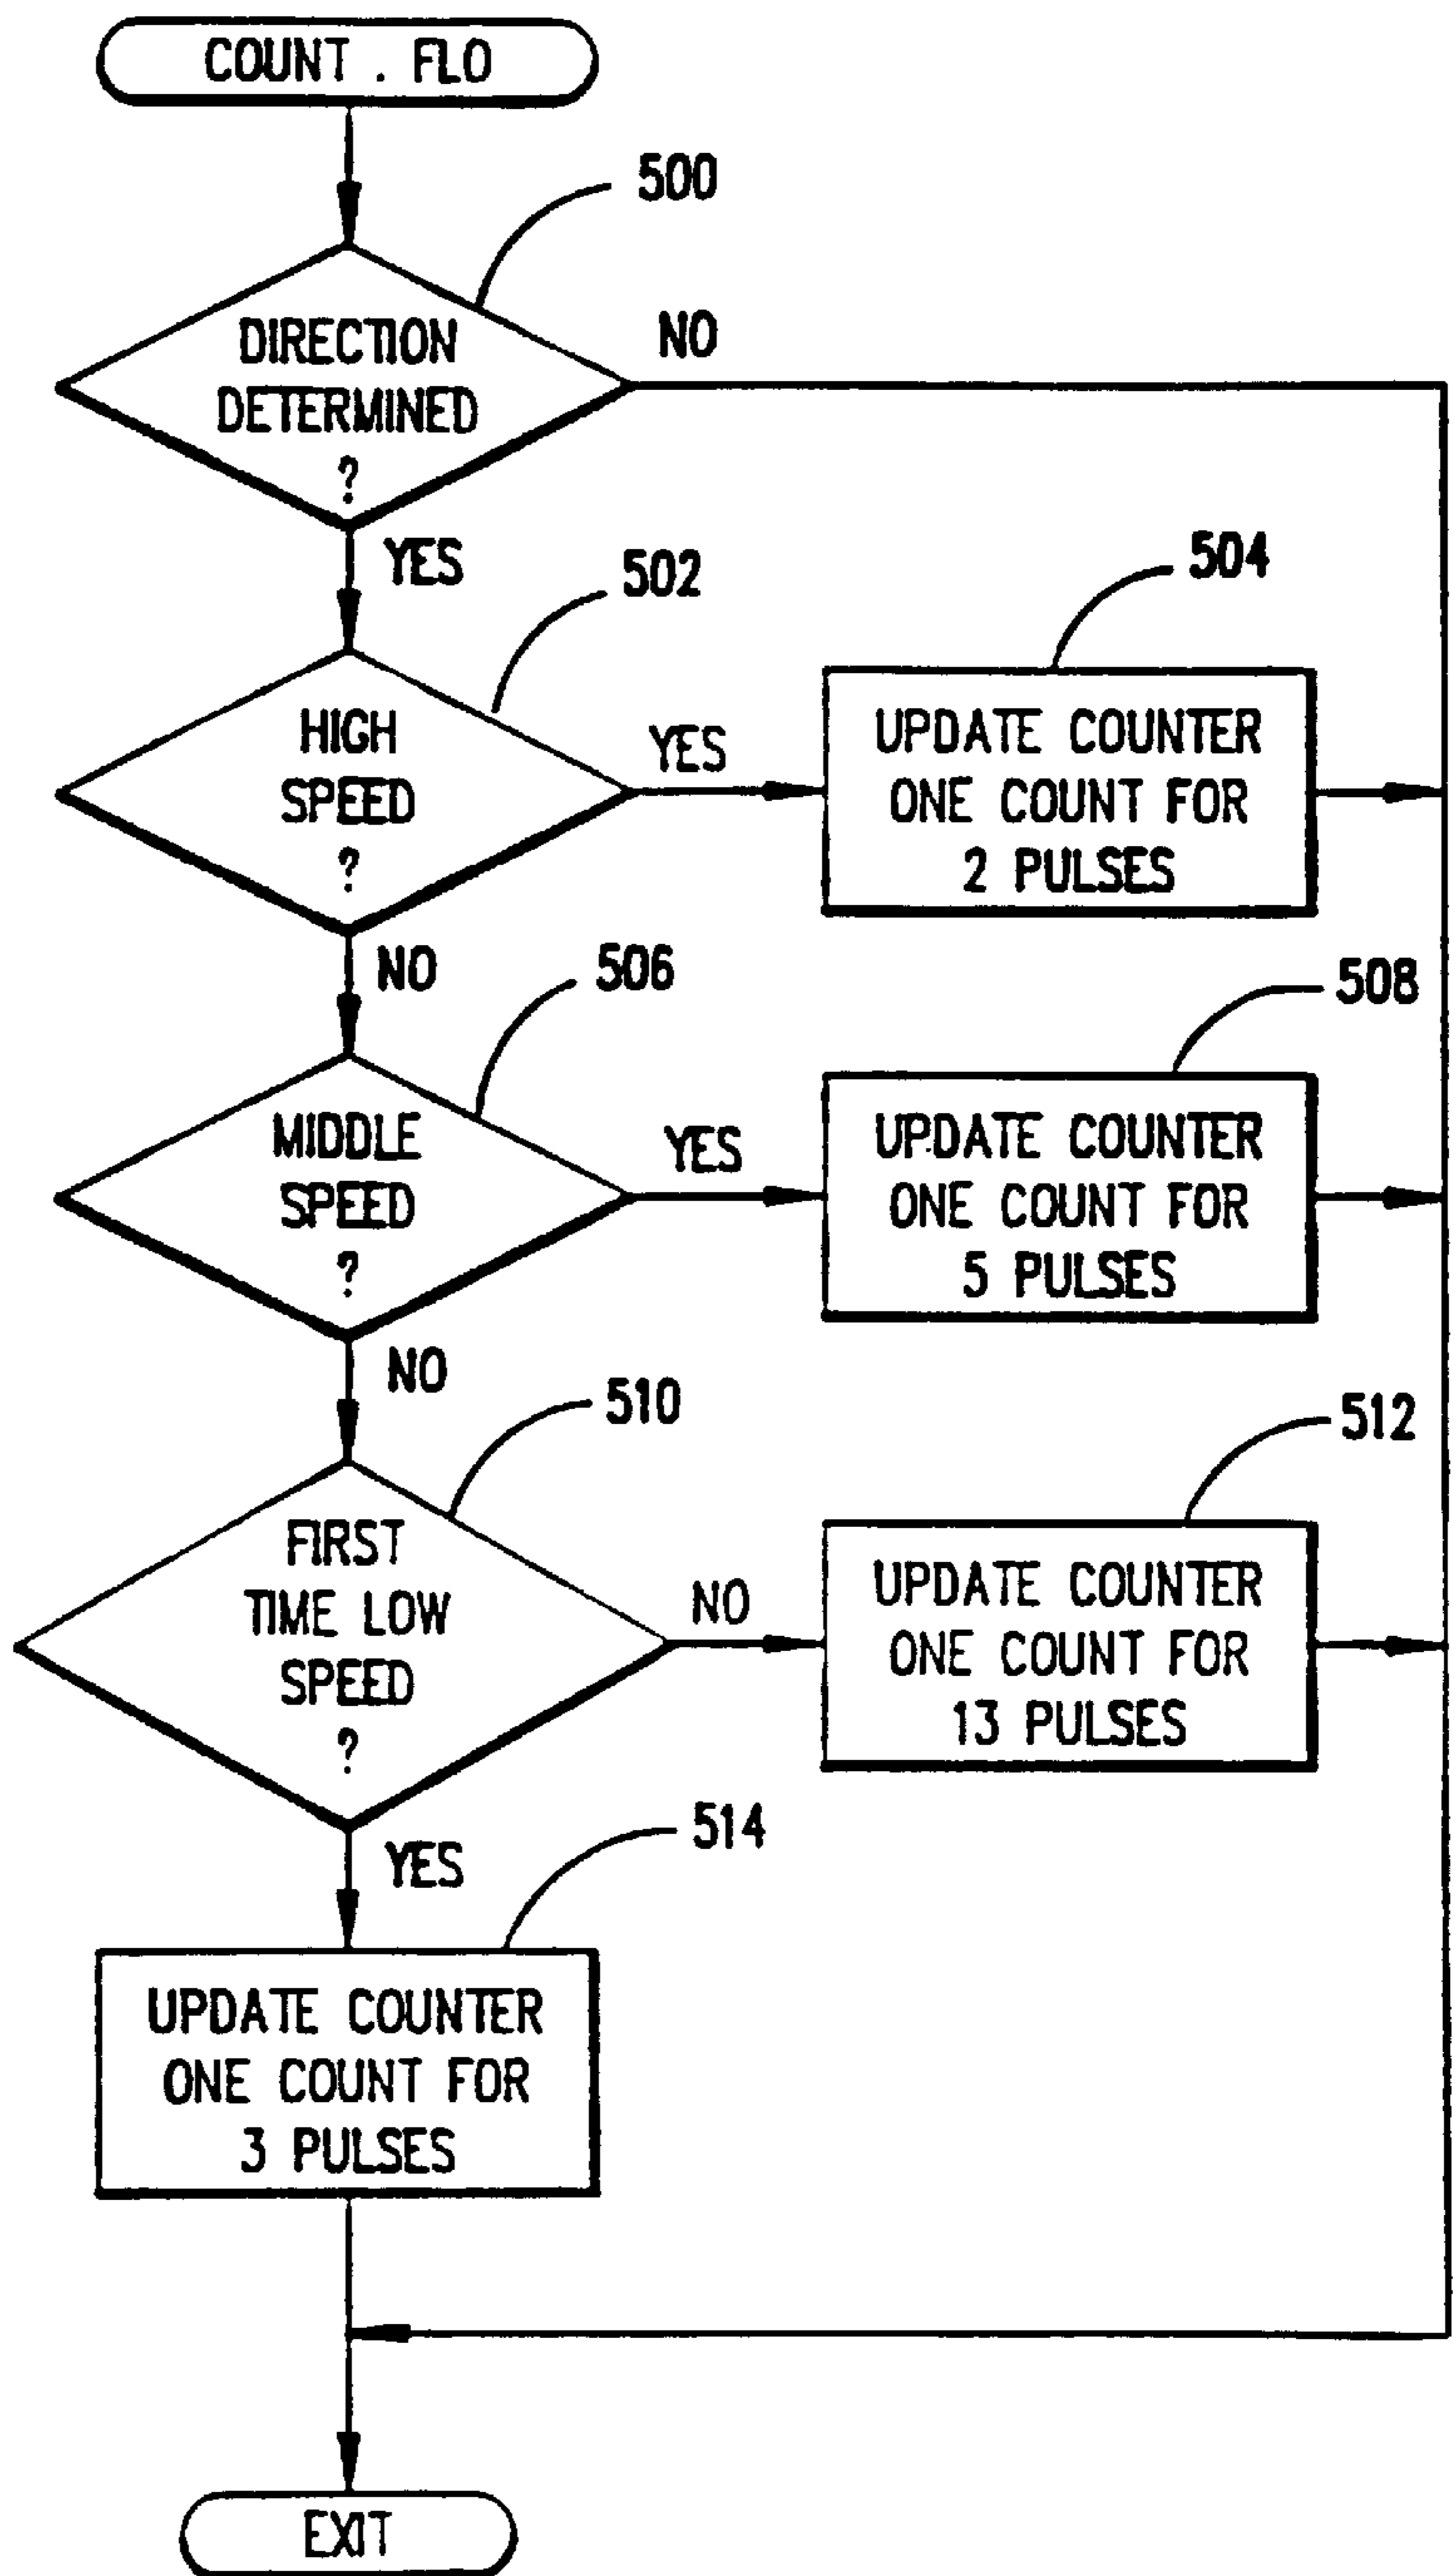 COUNT . FLO
500
DIRECTION
DETERMINED
?
NO
YES
502
504
HIGH
SPEED
?
YES
UPDATE COUNTER
ONE COUNT FOR
2 PULSES
NO
506
508
MIDDLE
SPEED
?
YES
UPDATE COUNTER
ONE COUNT FOR
5 PULSES
NO
510
512
FIRST
TIME LOW
SPEED
?
NO
UPDATE COUNTER
ONE COUNT FOR
13 PULSES
YES
514
UPDATE COUNTER
ONE COUNT FOR
3 PULSES
EXIT